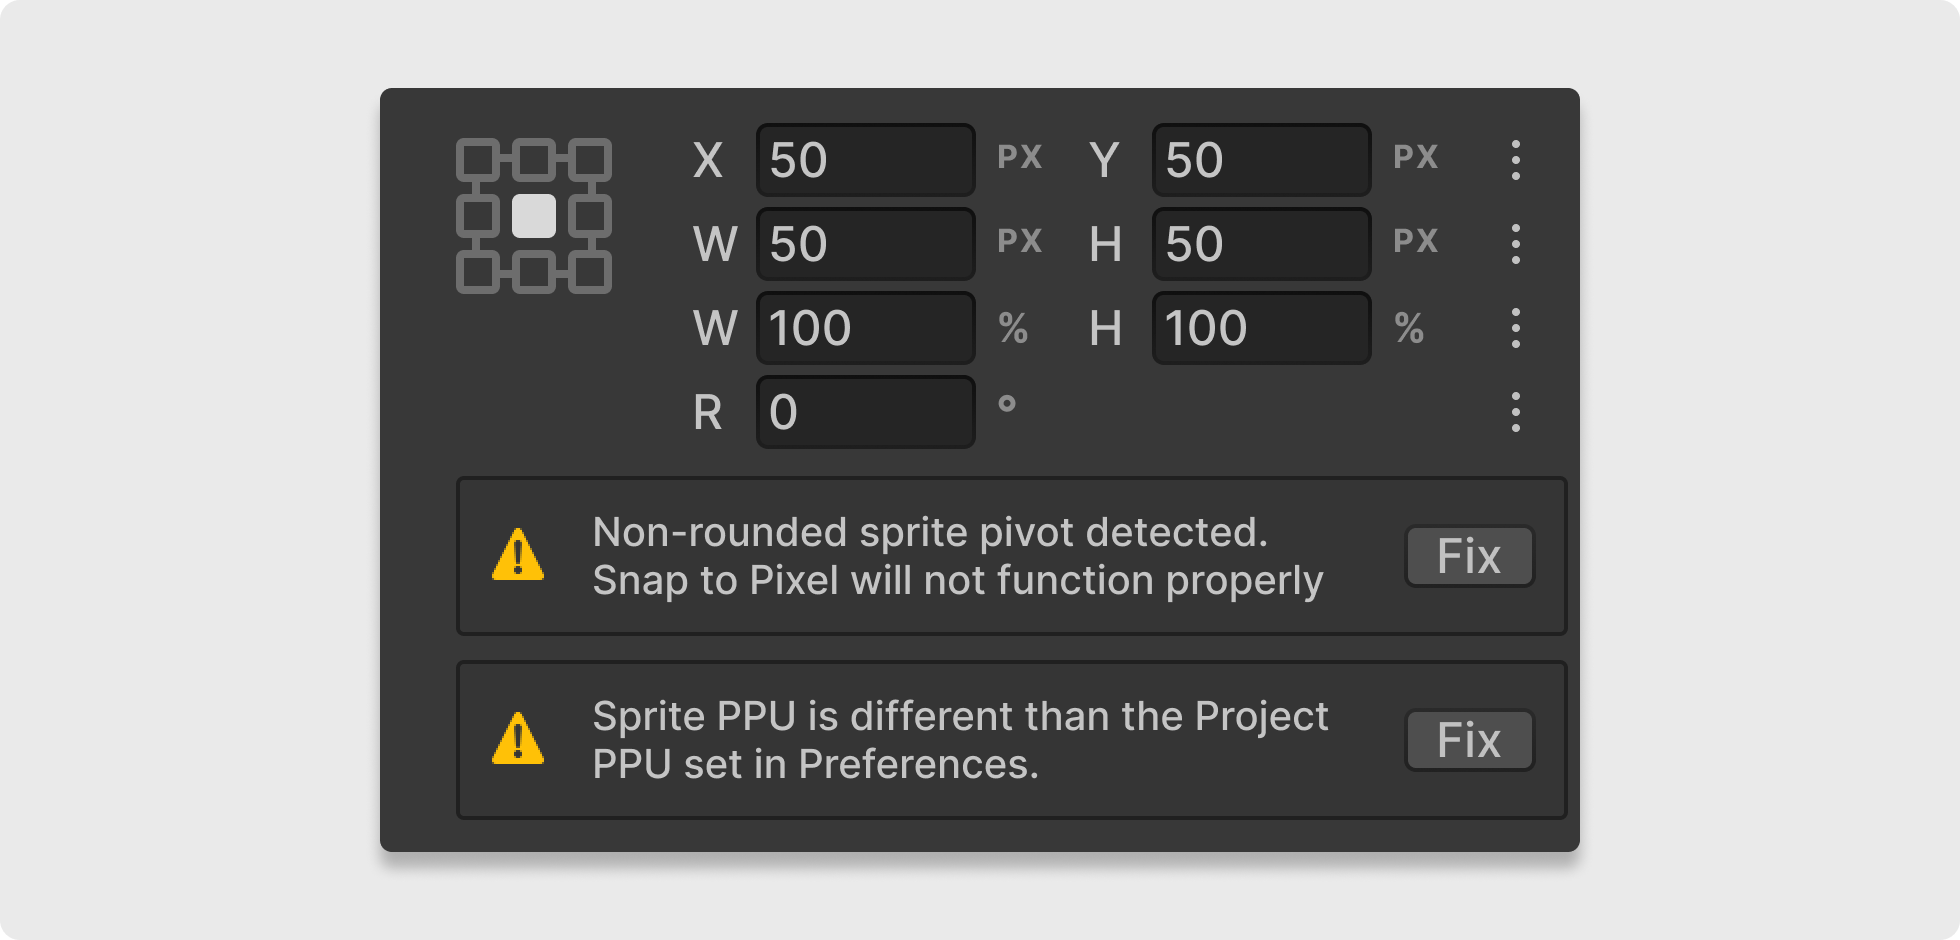 X 50 PX Y 50 PX
W 50 PX H 50 PX
W 100 % H 100 %
R 0 °
Non-rounded sprite pivot detected.
Snap to Pixel will not function properly
Fix
Sprite PPU is different than the Project
PPU set in Preferences.
Fix